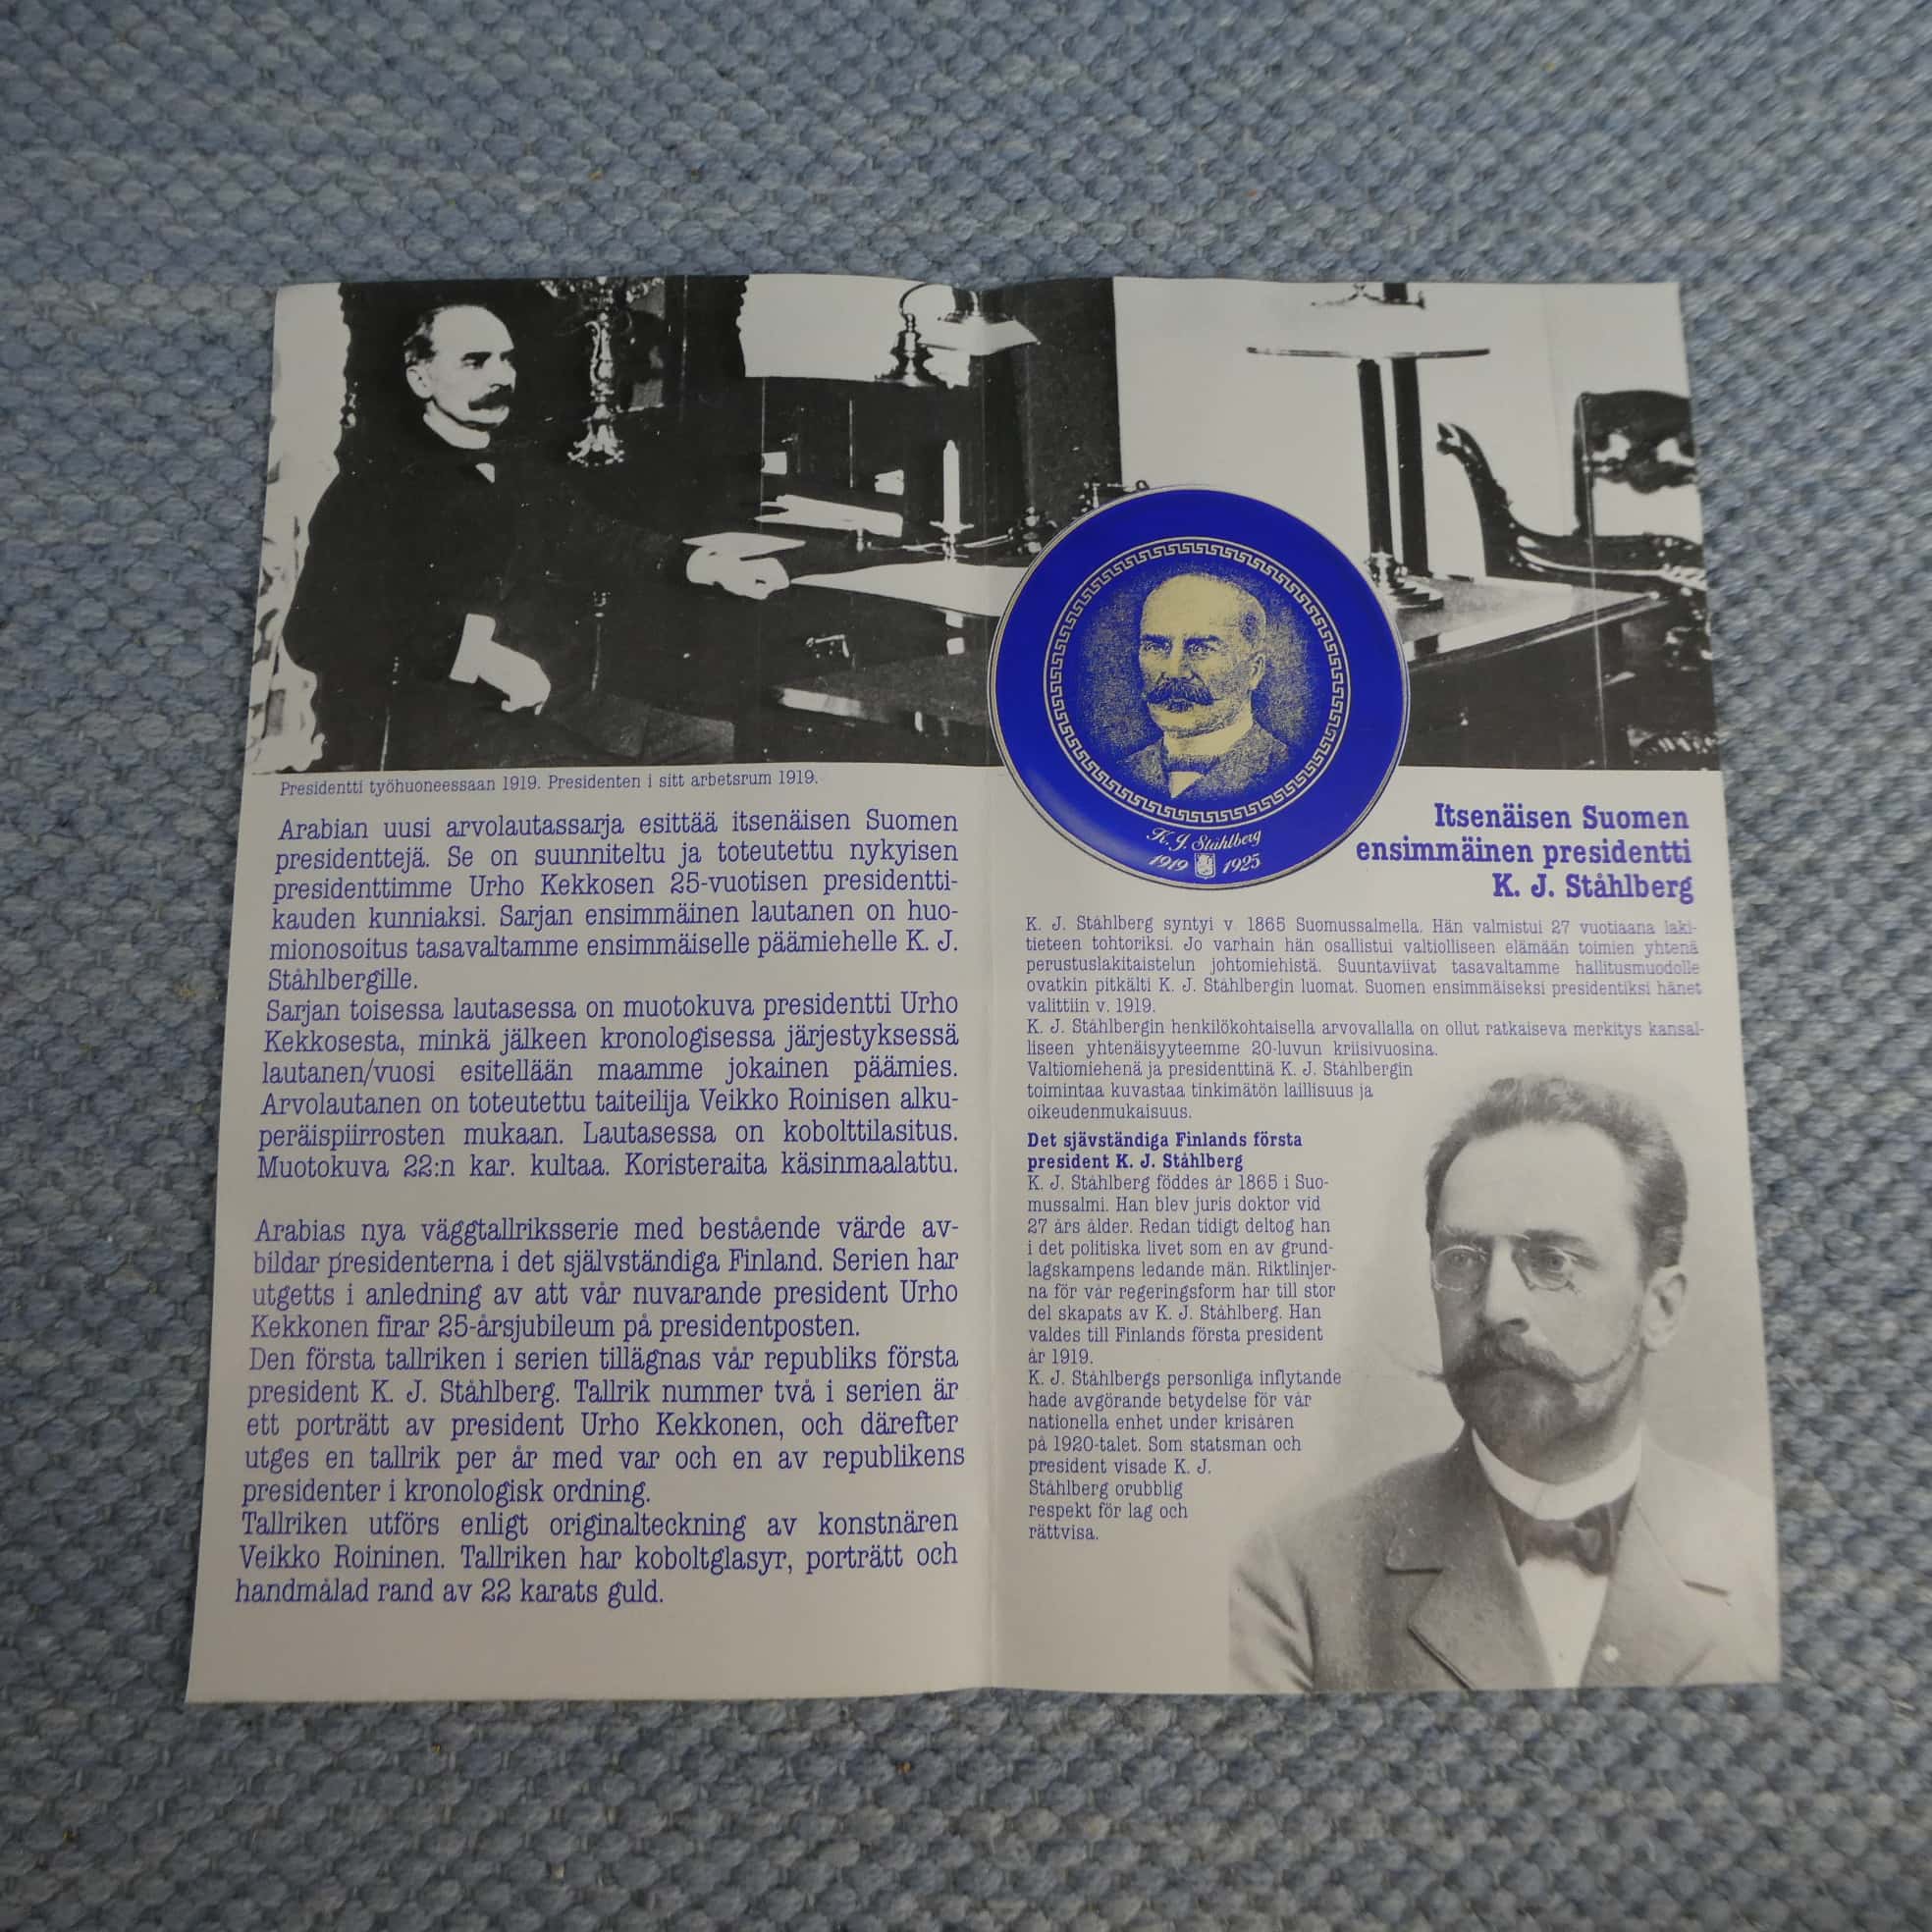 Presidentti työhuoneessaan 1919. Presidenten i sitt arbetsrum 1919.
Arabian uusi arvolautassarja esittää itsenäisen Suomen
presidenttejä. Se on suunniteltu ja toteutettu nykyisen
presidenttimme Urho Kekkosen 25-vuotisen presidentti-
kauden kunniaksi. Sarjan ensimmäinen lautanen on huo-
mionosoitus tasavaltamme ensimmäiselle päämiehelle K. J.
Ståhlbergille.
Sarjan toisessa lautasessa on muotokuva presidentti Urho
Kekkosesta, minkä jälkeen kronologisessa järjestyksessä
lautanen/vuosi esitellään maamme jokainen päämies.
Arvolautanen on toteutettu taiteilija Veikko Roinisen alku-
peräispiirrosten mukaan. Lautasessa on kobolttilasitus.
Muotokuva 22:n kar. kultaa. Koristeraita käsinmaalattu.
Arabias nya väggtallriksserie med bestående värde av-
bildar presidenterna i det självständiga Finland. Serien har
utgetts i anledning av att vår nuvarande president Urho
Kekkonen firar 25-årsjubileum på presidentposten.
Den första tallriken i serien tillägnas vår republiks första
president K. J. Ståhlberg. Tallrik nummer två i serien är
ett porträtt av president Urho Kekkonen, och därefter
utges en tallrik per år med var och en av republikens
presidenter i kronologisk ordning.
Tallriken utförs enligt originalteckning av konstnären
Veikko Roininen. Tallriken har koboltglasyr, porträtt och
handmålad rand av 22 karats guld.
K. J. Ståhlberg
1919 1925
Itsenäisen Suomen
ensimmäinen presidentti
K. J. Ståhlberg
K. J. Ståhlberg syntyi v. 1865 Suomussalmella. Hän valmistui 27 vuotiaana laki-
tieteen tohtoriksi. Jo varhain hän osallistui valtiolliseen elämään toimien yhtenä
perustuslakitaistelun johtomiehistä. Suuntaviivat tasavaltamme hallitusmuodolle
ovatkin pitkälti K. J. Ståhlbergin luomat. Suomen ensimmäiseksi presidentiksi hänet
valittiin v. 1919.
K. J. Ståhlbergin henkilökohtaisella arvovallalla on ollut ratkaiseva merkitys kansal-
liseen yhtenäisyyteemme 20-luvun kriisivuosina.
Valtiomiehenä ja presidenttinä K. J. Ståhlbergin
toimintaa kuvastaa tinkimätön laillisuus ja
oikeudenmukaisuus.
Det sjävständiga Finlands första
president K. J. Ståhlberg
K. J. Ståhlberg föddes år 1865 i Suo-
mussalmi. Han blev juris doktor vid
27 års ålder. Redan tidigt deltog han
i det politiska livet som en av grund-
lagskampens ledande män. Riktlinjer-
na för vår regeringsform har till stor
del skapats av K. J. Ståhlberg. Han
valdes till Finlands första president
år 1919.
K. J. Ståhlbergs personliga inflytande
hade avgörande betydelse för vår
nationella enhet under krisåren
på 1920-talet. Som statsman och
president visade K. J.
Ståhlberg orubblig
respekt för lag och
rättvisa.